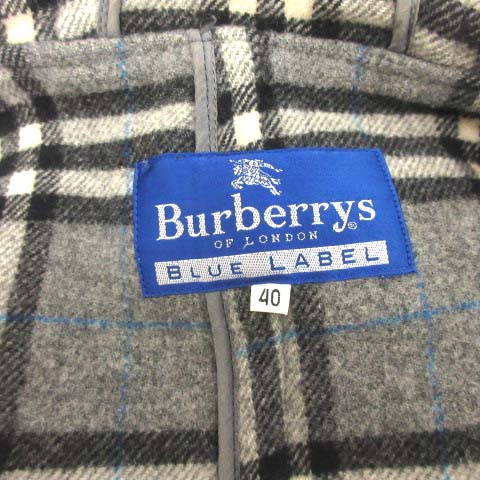 Burberrys
OF LONDON ®
BLUE LABEL
40